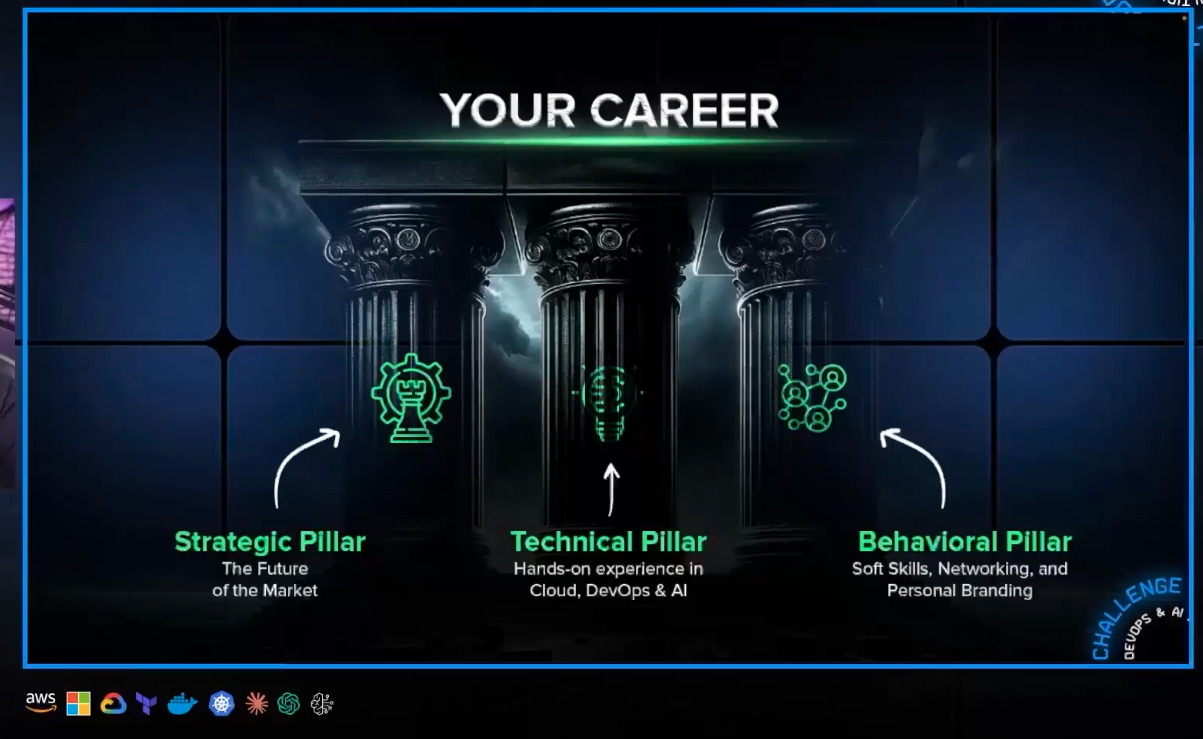 YOUR CAREER
Strategic Pillar
The Future
of the Market
Technical Pillar
Hands-on experience in
Cloud, DevOps & AI
Behavioral Pillar
Soft Skills, Networking, and
Personal Branding
CHALLENGE
DEVOPS & AI
aws